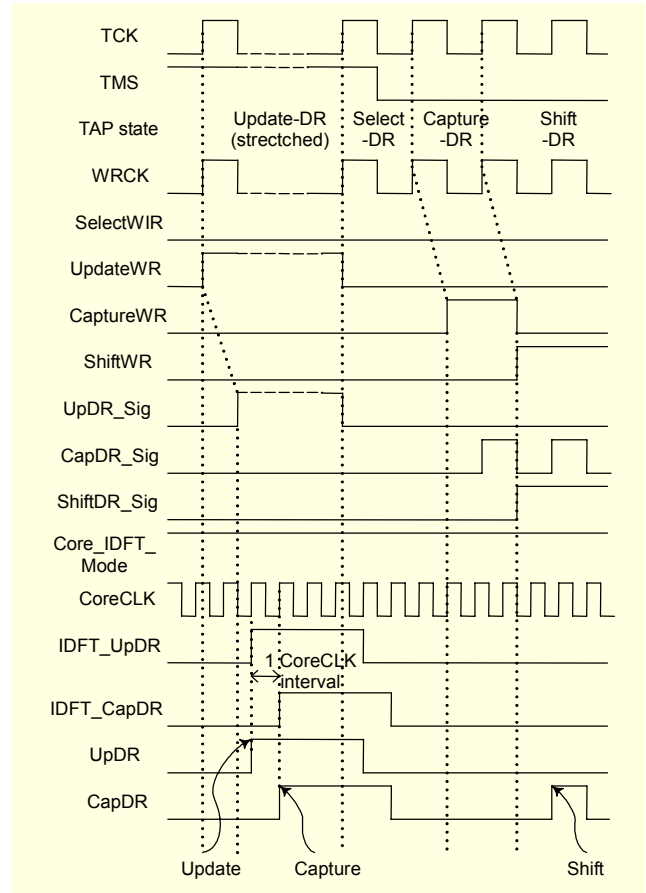 TCK
TMS
TAP state
Update-DR
(strectched)
Select
-DR
Capture
-DR
Shift
-DR
WRCK
SelectWIR
UpdateWR
CaptureWR
ShiftWR
UpDR_Sig
CapDR_Sig
ShiftDR_Sig
Core_IDFT_
Mode
CoreCLK
IDFT_UpDR
1 CoreCLK
interval
IDFT_CapDR
UpDR
CapDR
Update
Capture
Shift